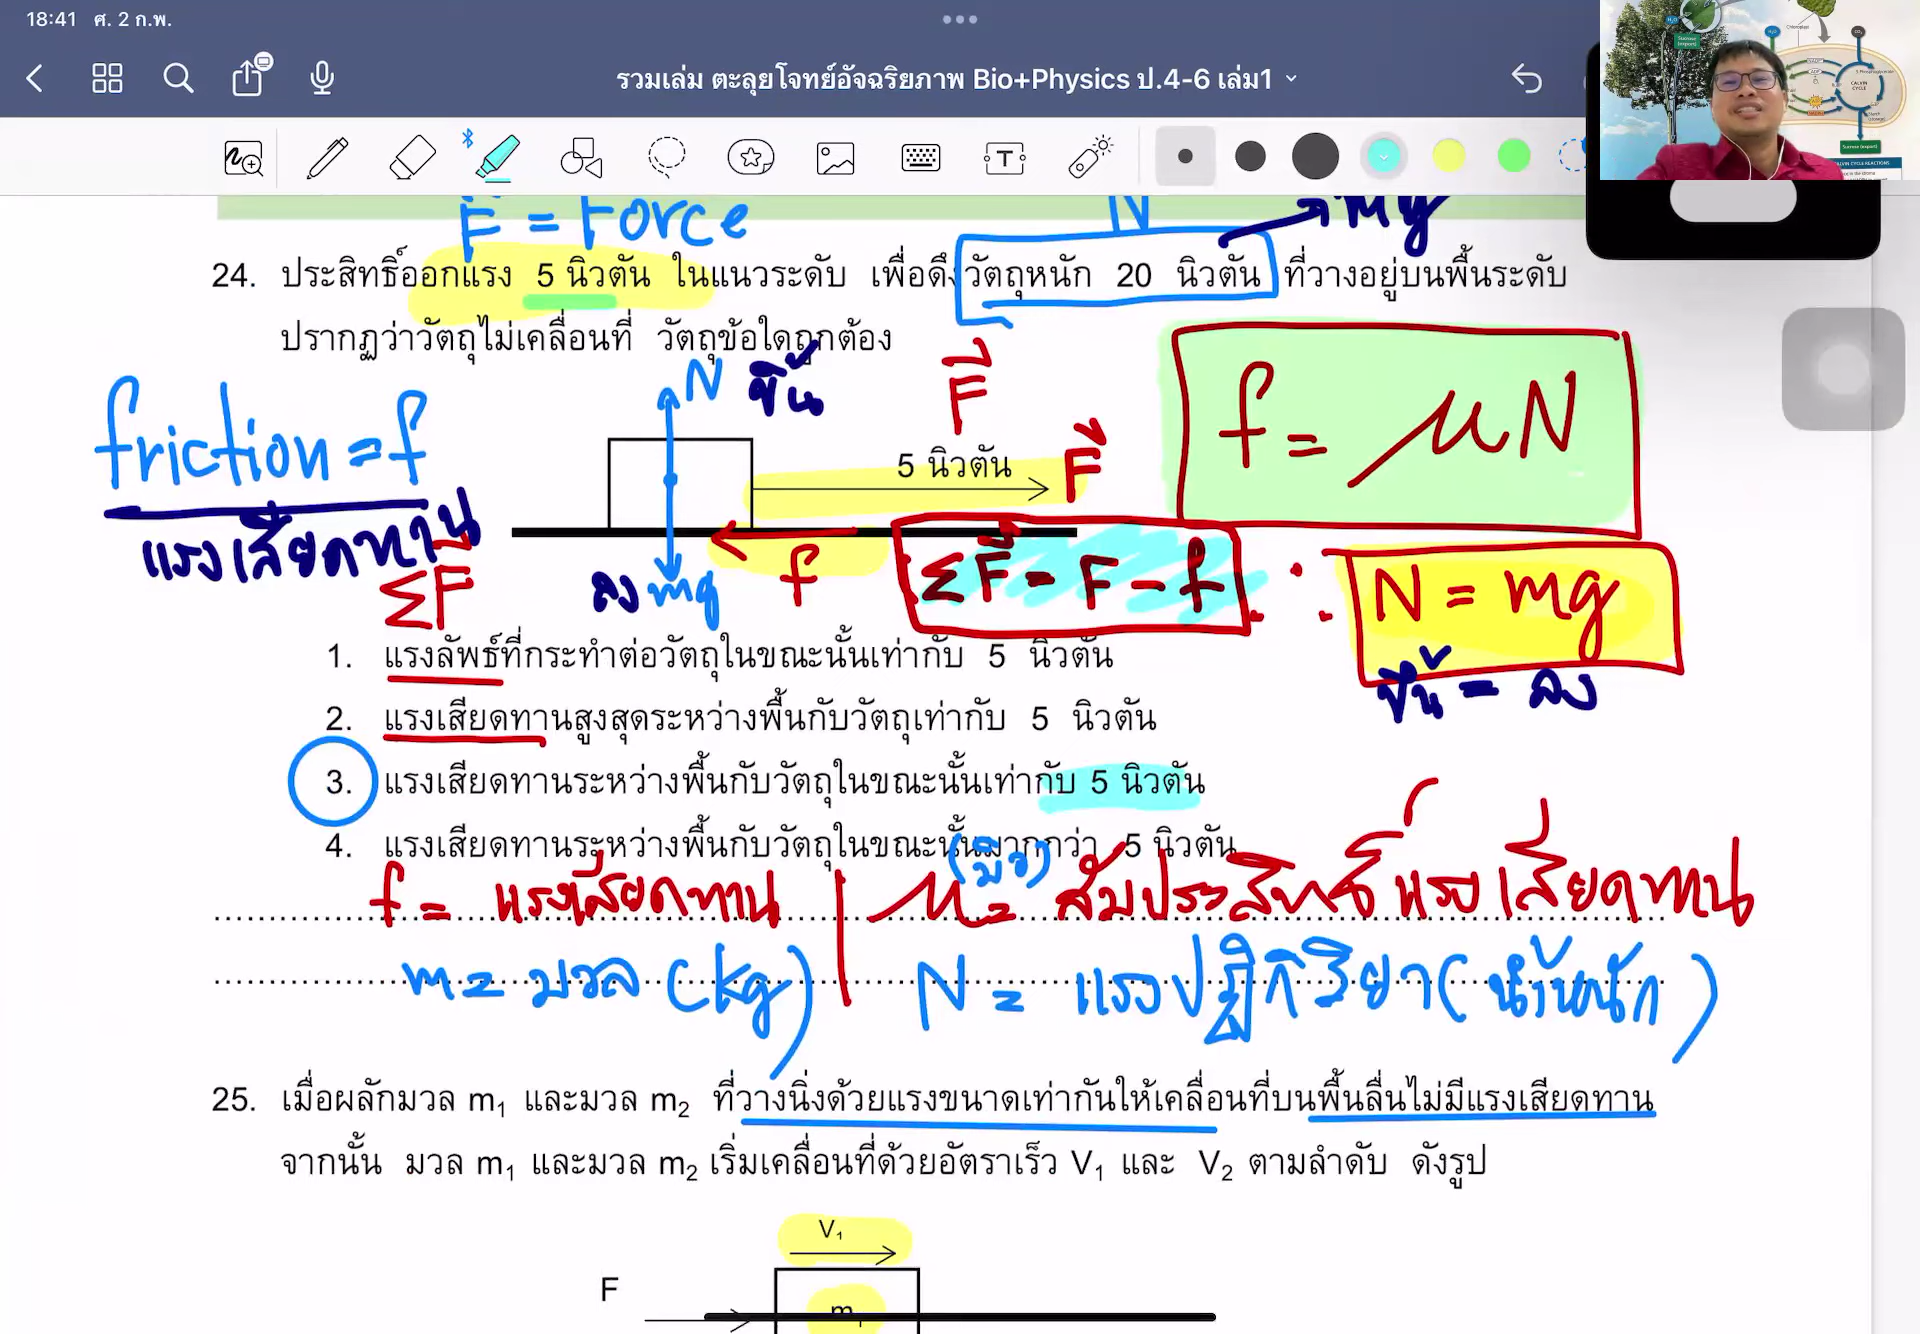 18:41 ศ. 2 ก.พ.
รวมเล่ม ตะลุยโจทย์อัจฉริยภาพ Bio+Physics ป.4-6 เล่ม1
F = Force
N
mg
24. ประสิทธิ์ออกแรง 5 นิวตัน ในแนวระดับ เพื่อดึงวัตถุหนัก 20 นิวตัน ที่วางอยู่บนพื้นระดับ
ปรากฏว่าวัตถุไม่เคลื่อนที่ วัตถุข้อใดถูกต้อง
friction = f
แรงเสียดทาน
N ขึ้น
F
5 นิวตัน F
f = μN
ลง mg
f
ΣF = F - f
∴ N = mg
ขึ้น = ลง
ΣF
1. แรงลัพธ์ที่กระทำต่อวัตถุในขณะนั้นเท่ากับ 5 นิวตัน
2. แรงเสียดทานสูงสุดระหว่างพื้นกับวัตถุเท่ากับ 5 นิวตัน
3. แรงเสียดทานระหว่างพื้นกับวัตถุในขณะนั้นเท่ากับ 5 นิวตัน
4. แรงเสียดทานระหว่างพื้นกับวัตถุในขณะนั้นมากกว่า 5 นิวตัน
(มิว)
f = แรงเสียดทาน μ = สัมประสิทธิ์แรงเสียดทาน
m = มวล (kg) N = แรงปฏิกิริยา (น้ำหนัก)
25. เมื่อผลักมวล m₁ และมวล m₂ ที่วางนิ่งด้วยแรงขนาดเท่ากันให้เคลื่อนที่บนพื้นลื่นไม่มีแรงเสียดทาน
จากนั้น มวล m₁ และมวล m₂ เริ่มเคลื่อนที่ด้วยอัตราเร็ว V₁ และ V₂ ตามลำดับ ดังรูป
V₁
F
m₁